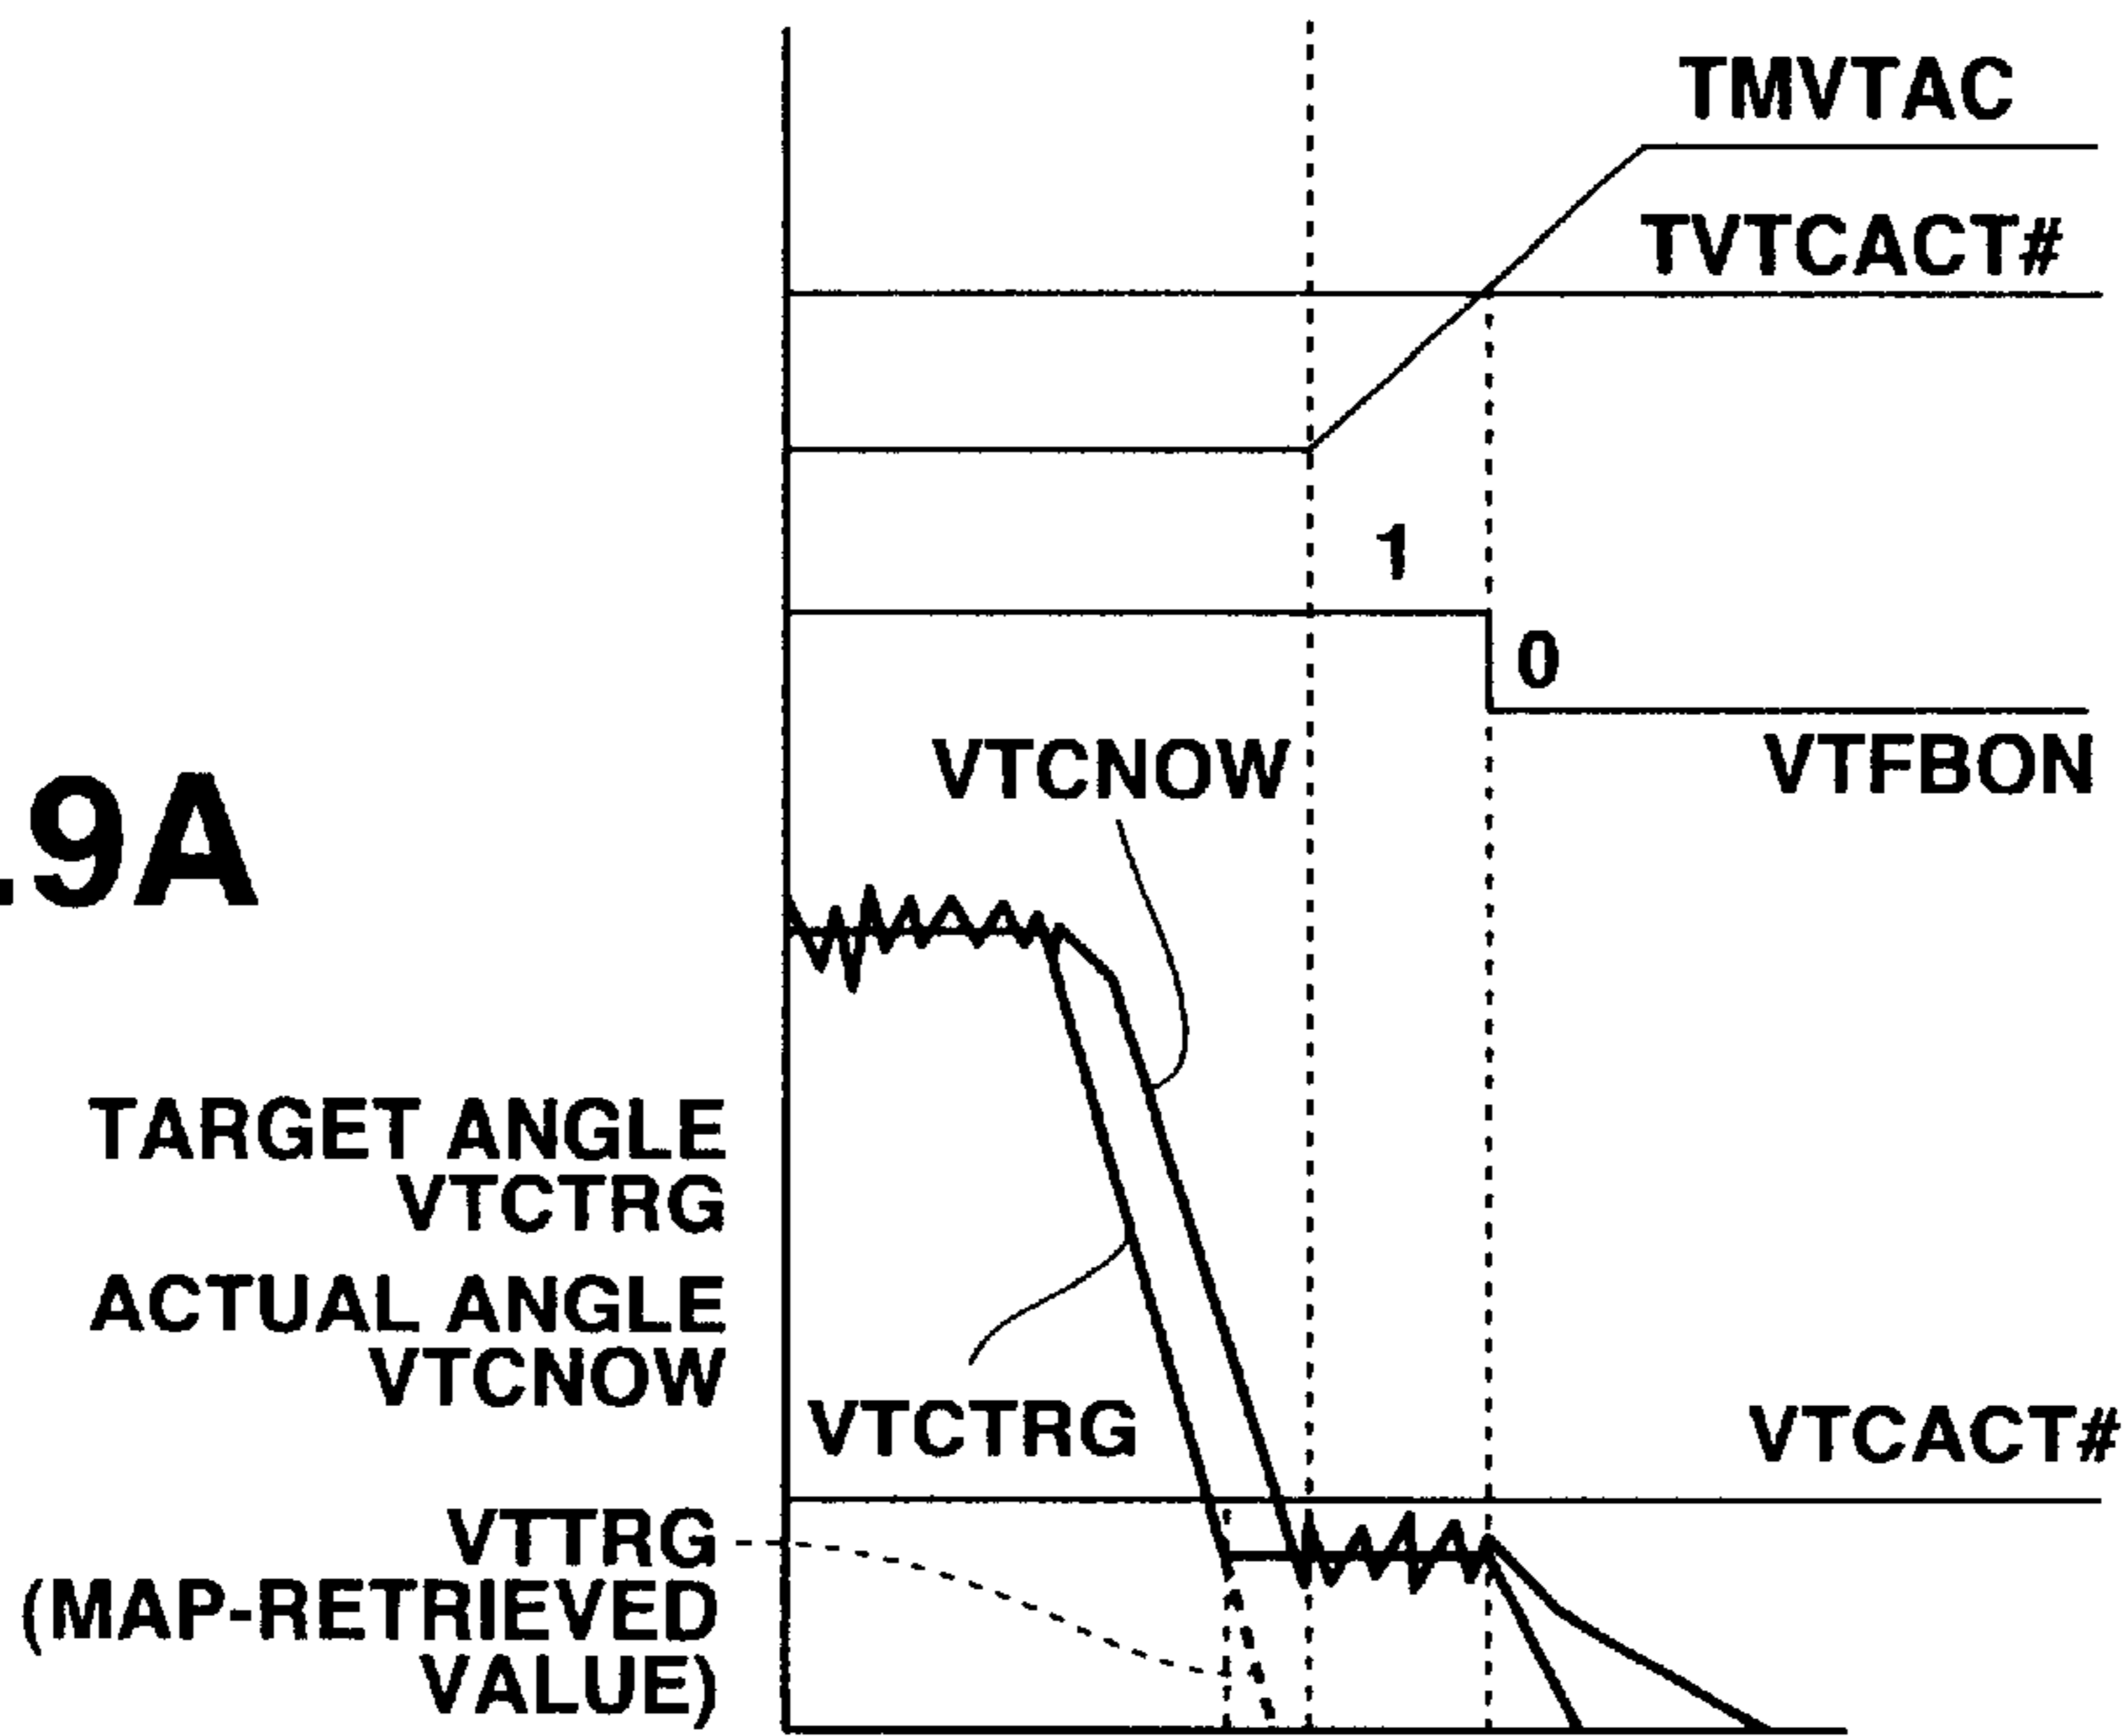 TMVTAC
TVTCACT#
1
0
VTCNOW
VTFBON
.9A
TARGET ANGLE
VTCTRG
ACTUAL ANGLE
VTCNOW
VTCTRG
VTCACT#
VTTRG
(MAP-RETRIEVED
VALUE)